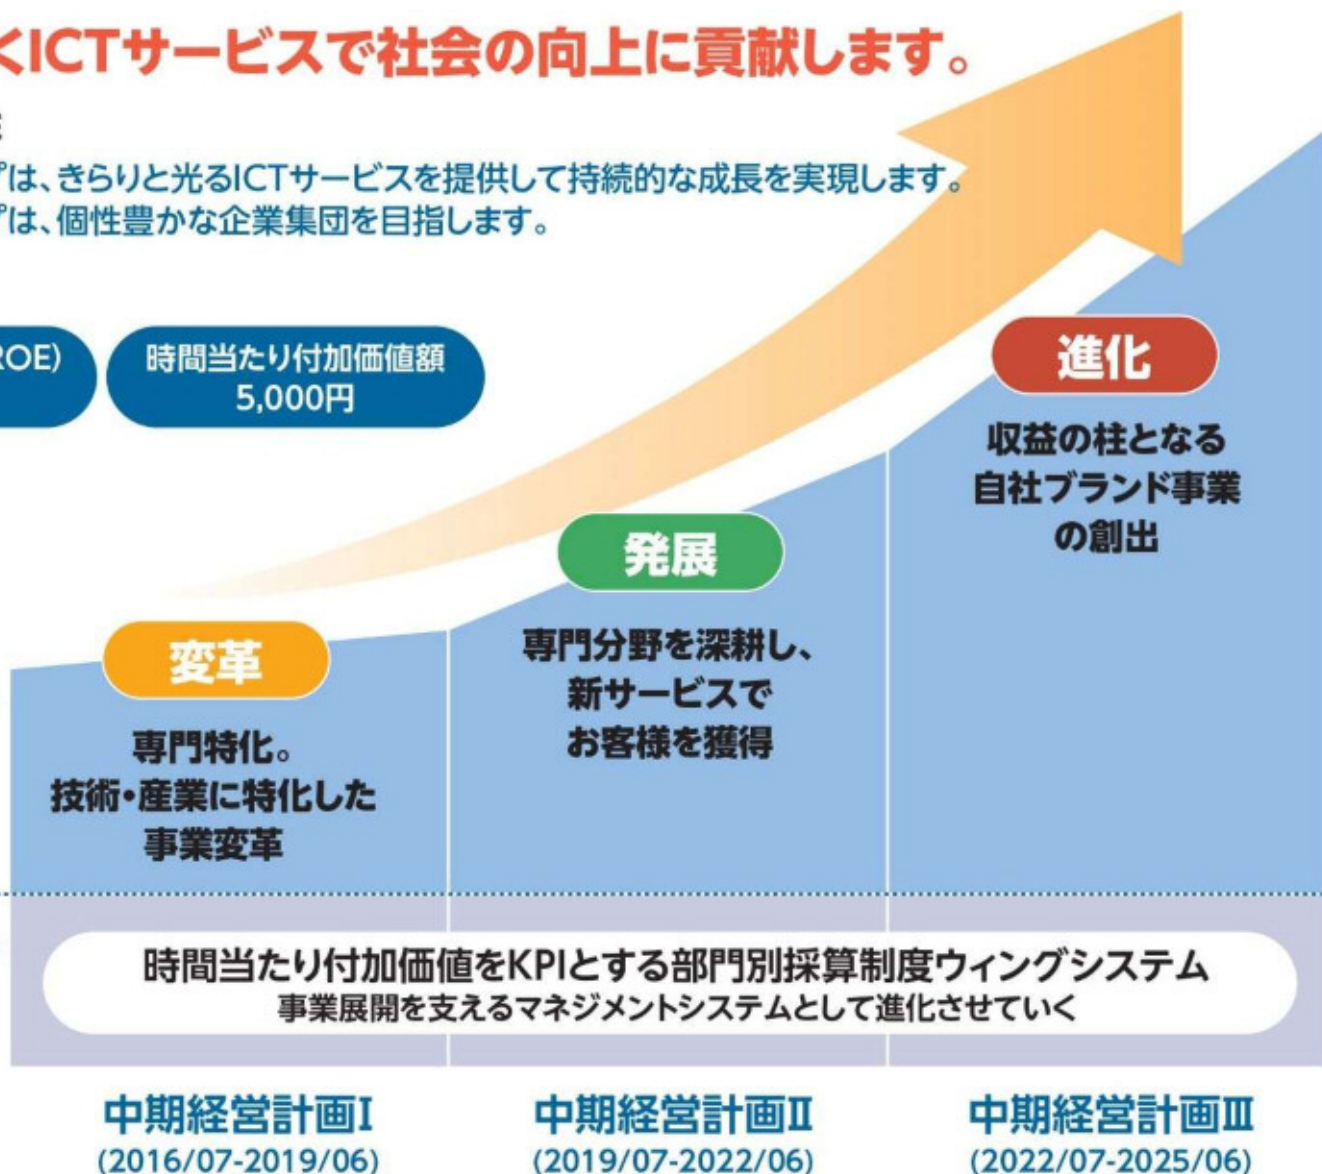 くICTサービスで社会の向上に貢献します。
プは、きらりと光るICTサービスを提供して持続的な成長を実現します。
プは、個性豊かな企業集団を目指します。
ROE)
時間当たり付加価値額
5,000円
進化
収益の柱となる
自社ブランド事業
の創出
発展
専門分野を深耕し、
新サービスで
お客様を獲得
変革
専門特化。
技術・産業に特化した
事業変革
時間当たり付加価値をKPIとする部門別採算制度ウィングシステム
事業展開を支えるマネジメントシステムとして進化させていく
中期経営計画Ⅰ
(2016/07-2019/06)
中期経営計画Ⅱ
(2019/07-2022/06)
中期経営計画Ⅲ
(2022/07-2025/06)